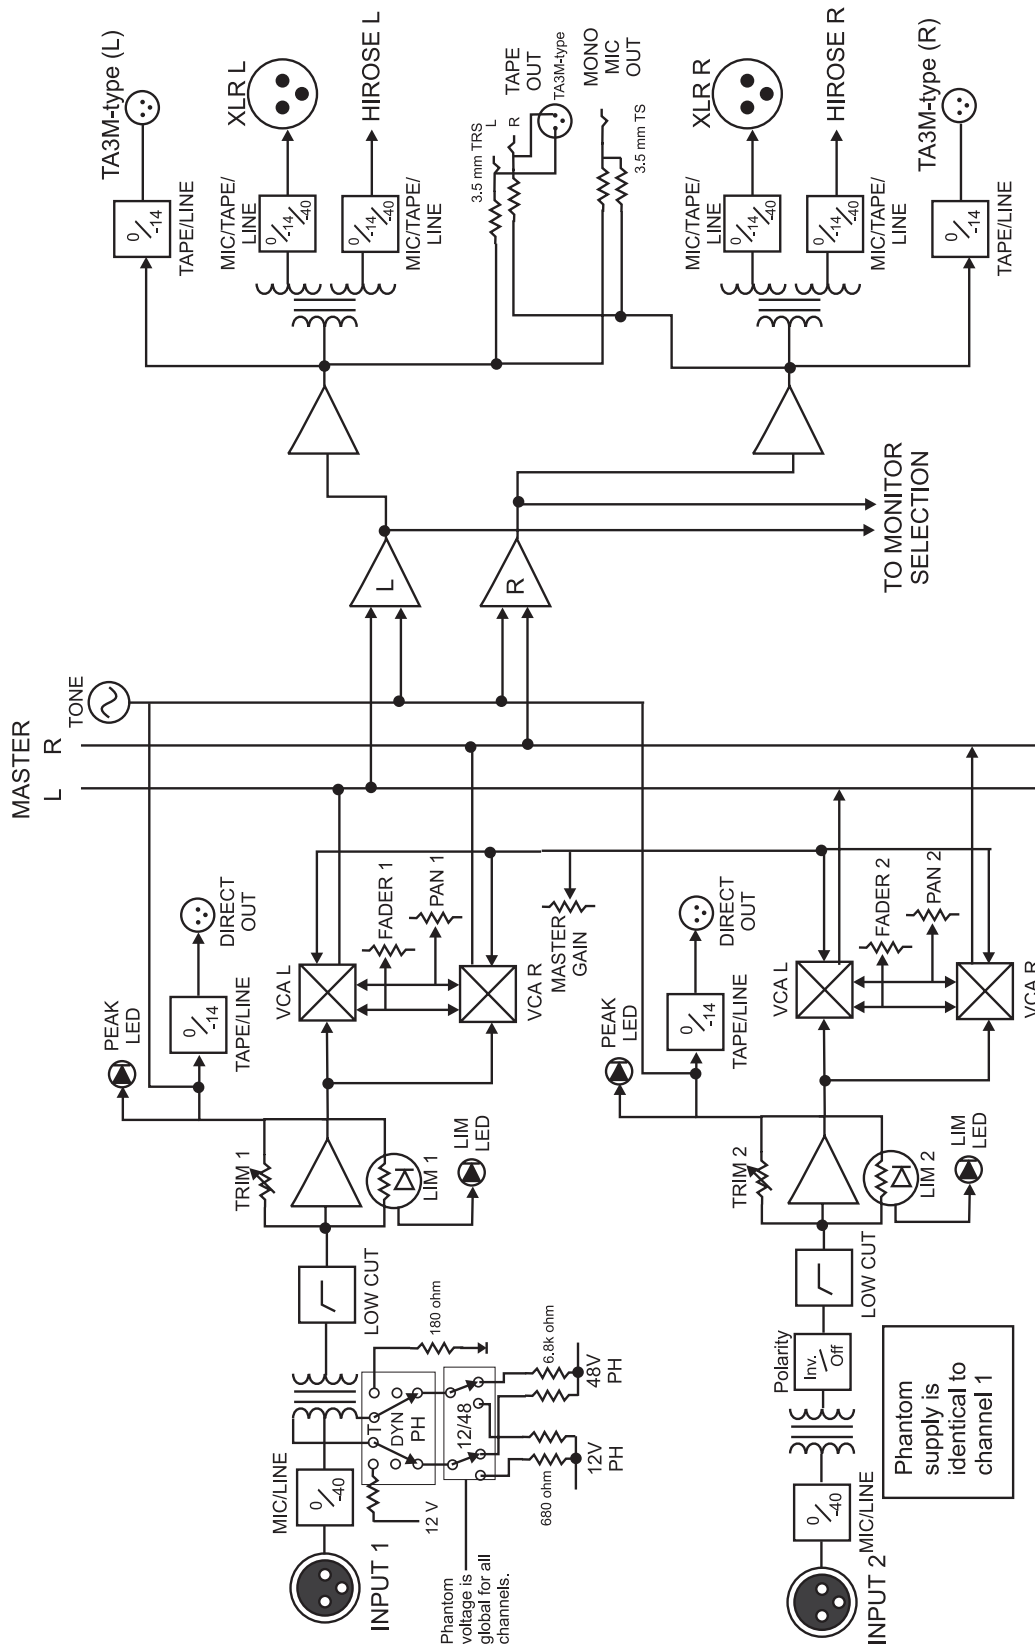 INPUT 1
MIC/LINE
0
-40
T
DYN
PH
12 V
12/48
Phantom
voltage is
global for all
channels.
180 ohm
6.8k ohm
48V
PH
680 ohm
12V
PH
LOW CUT
TRIM 1
LIM 1
LIM
LED
PEAK
LED
TAPE/LINE
0
-14
DIRECT
OUT
VCA L
VCA R
FADER 1
PAN 1
MASTER
GAIN
INPUT 2
MIC/LINE
0
-40
Polarity
Inv.
Off
LOW CUT
Phantom
supply is
identical to
channel 1
TRIM 2
LIM 2
LIM
LED
PEAK
LED
TAPE/LINE
0
-14
DIRECT
OUT
VCA L
VCA R
FADER 2
PAN 2
MASTER
L
R
TONE
L
R
TO MONITOR
SELECTION
TAPE/LINE
0
-14
TA3M-type (L)
MIC/TAPE/
LINE
0
-14
-40
XLR L
MIC/TAPE/
LINE
0
-14
-40
HIROSE L
3.5 mm TRS
L
R
TAPE
OUT
TA3M-type
MONO
MIC
OUT
3.5 mm TS
MIC/TAPE/
LINE
0
-14
-40
XLR R
MIC/TAPE/
LINE
0
-14
-40
HIROSE R
TAPE/LINE
0
-14
TA3M-type (R)